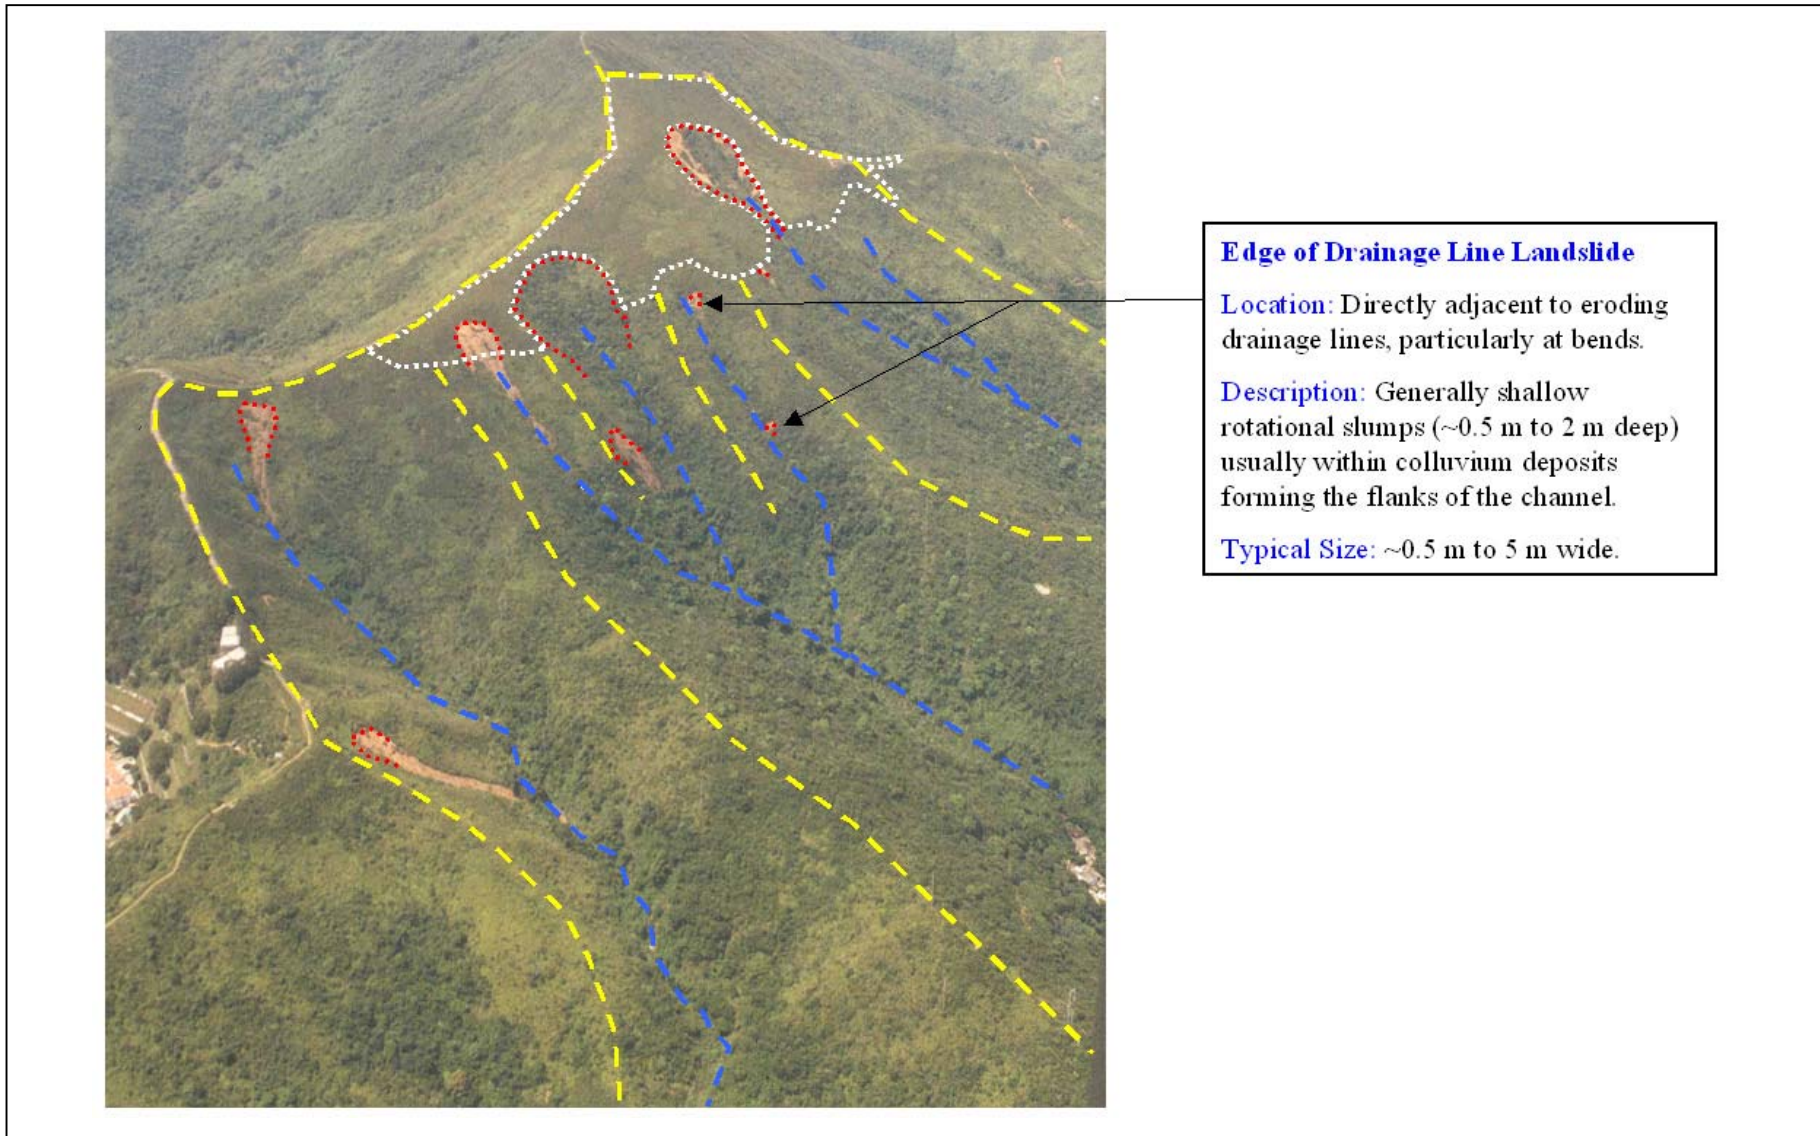 Edge of Drainage Line Landslide
Location: Directly adjacent to eroding
drainage lines, particularly at bends.
Description: Generally shallow
rotational slumps (~0.5 m to 2 m deep)
usually within colluvium deposits
forming the flanks of the channel.
Typical Size: ~0.5 m to 5 m wide.